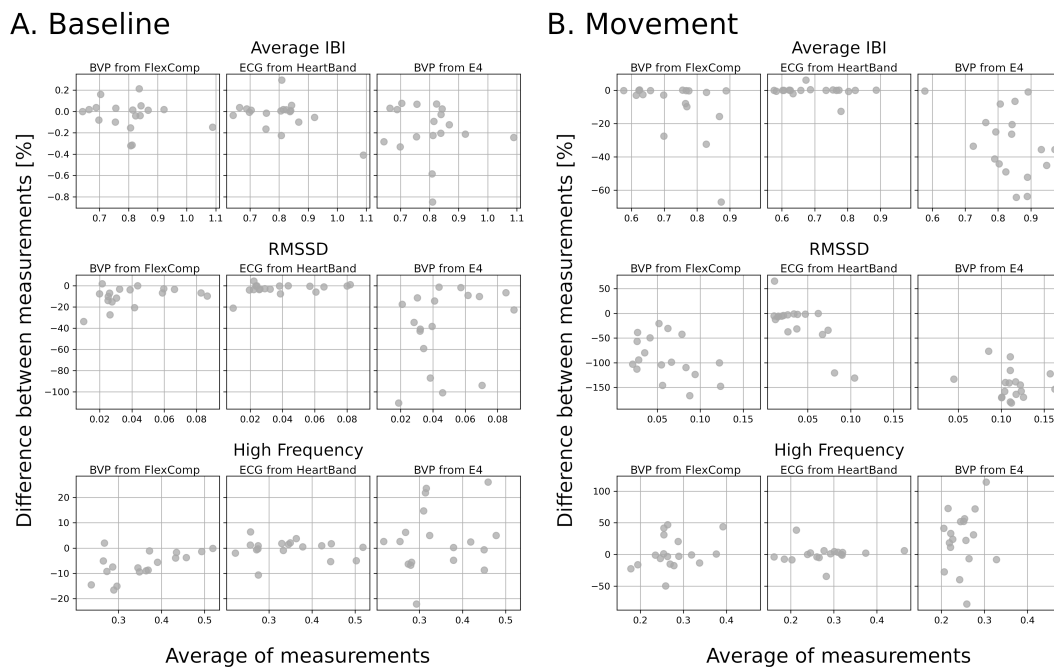 A. Baseline
Difference between measurements [%]
Average IBI
BVP from FlexComp ECG from HeartBand BVP from E4
0.2
0.0
−0.2
−0.4
−0.6
−0.8
0.7 0.8 0.9 1.0 1.1 0.7 0.8 0.9 1.0 1.1 0.7 0.8 0.9 1.0 1.1
RMSSD
BVP from FlexComp ECG from HeartBand BVP from E4
0
−20
−40
−60
−80
−100
0.02 0.04 0.06 0.08 0.02 0.04 0.06 0.08 0.02 0.04 0.06 0.08
High Frequency
BVP from FlexComp ECG from HeartBand BVP from E4
20
10
0
−10
−20
0.3 0.4 0.5 0.3 0.4 0.5 0.3 0.4 0.5
Average of measurements
B. Movement
Difference between measurements [%]
Average IBI
BVP from FlexComp ECG from HeartBand BVP from E4
0
−20
−40
−60
0.6 0.7 0.8 0.9 0.6 0.7 0.8 0.9 0.6 0.7 0.8 0.9
RMSSD
BVP from FlexComp ECG from HeartBand BVP from E4
50
0
−50
−100
−150
0.05 0.10 0.15 0.05 0.10 0.15 0.05 0.10 0.15
High Frequency
BVP from FlexComp ECG from HeartBand BVP from E4
100
50
0
−50
0.2 0.3 0.4 0.2 0.3 0.4 0.2 0.3 0.4
Average of measurements